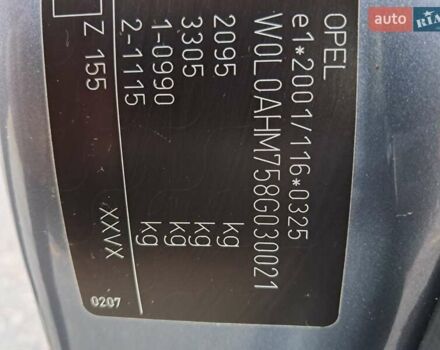 OPEL
e1*2001/116*0325
W0L0AHM758G030021
2095 kg
3305 kg
1-0990 kg
2-1115 kg
Z 155 XXVX
0207
auto RIA